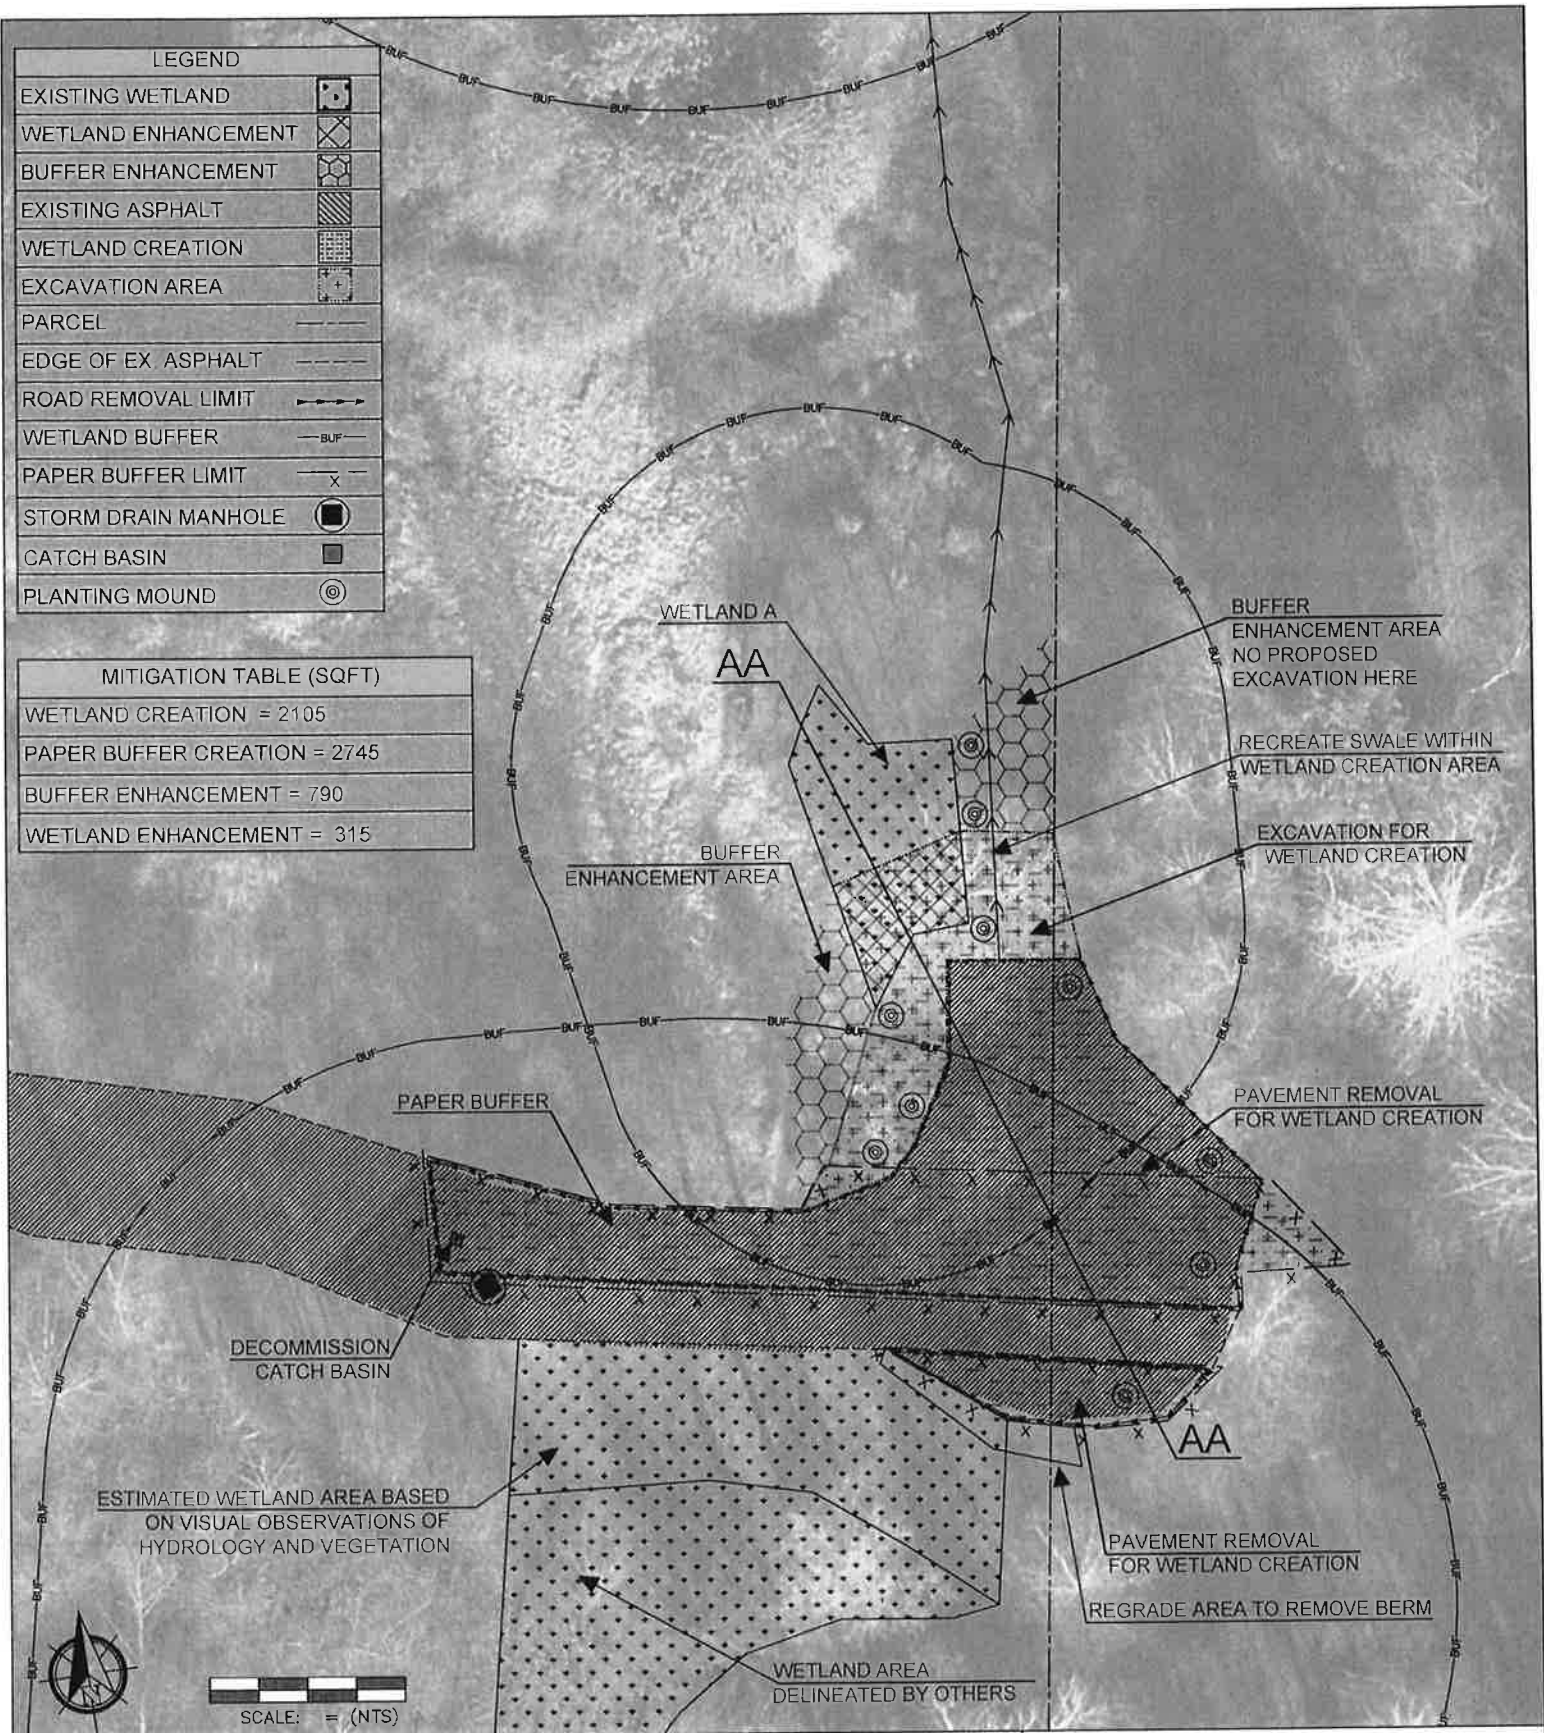 LEGEND
EXISTING WETLAND
WETLAND ENHANCEMENT
BUFFER ENHANCEMENT
EXISTING ASPHALT
WETLAND CREATION
EXCAVATION AREA
PARCEL
EDGE OF EX. ASPHALT
ROAD REMOVAL LIMIT
WETLAND BUFFER BUF
PAPER BUFFER LIMIT X
STORM DRAIN MANHOLE
CATCH BASIN
PLANTING MOUND
MITIGATION TABLE (SQFT)
WETLAND CREATION = 2105
PAPER BUFFER CREATION = 2745
BUFFER ENHANCEMENT = 790
WETLAND ENHANCEMENT = 315
WETLAND A
AA
BUFFER
ENHANCEMENT AREA
NO PROPOSED
EXCAVATION HERE
RECREATE SWALE WITHIN
WETLAND CREATION AREA
EXCAVATION FOR
WETLAND CREATION
BUFFER
ENHANCEMENT AREA
PAPER BUFFER
PAVEMENT REMOVAL
FOR WETLAND CREATION
DECOMMISSION
CATCH BASIN
AA
ESTIMATED WETLAND AREA BASED
ON VISUAL OBSERVATIONS OF
HYDROLOGY AND VEGETATION
PAVEMENT REMOVAL
FOR WETLAND CREATION
REGRADE AREA TO REMOVE BERM
WETLAND AREA
DELINEATED BY OTHERS
N
SCALE: = (NTS)